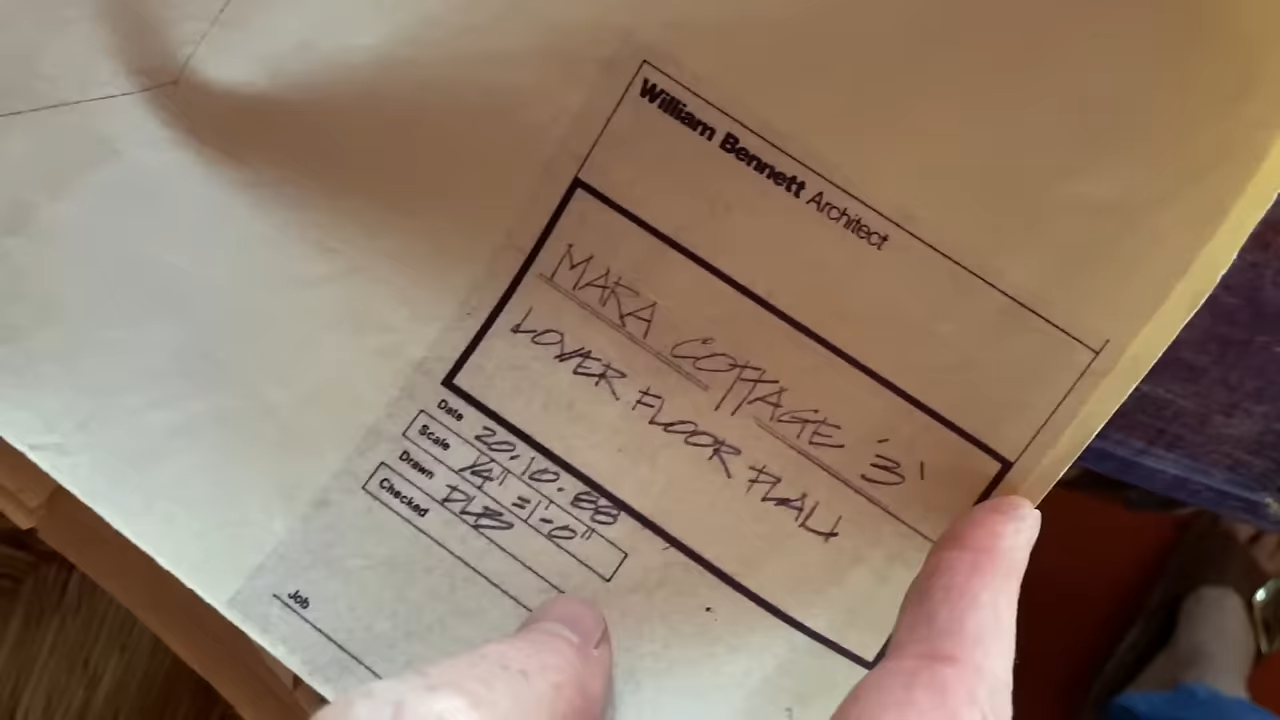 William Bennett Architect
MARA COTTAGE '3'
LOWER FLOOR PLAN
Date 20.10.88
Scale 1/4" = 1'-0"
Drawn
Checked
Job